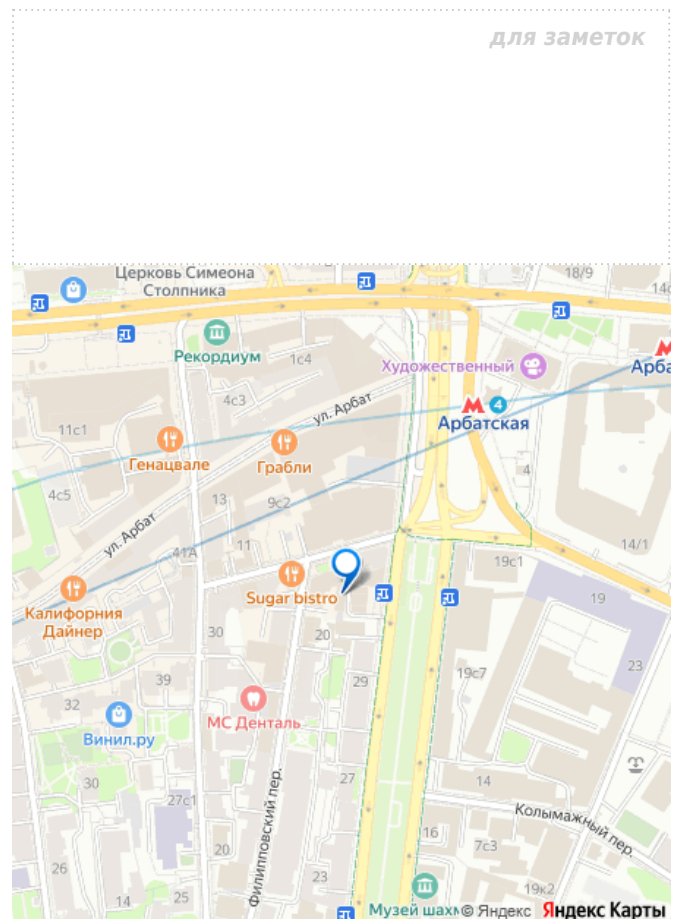 для заметок
Церковь Симеона
Столпника
18/9
14с
Рекордиум
1с4
Художественный
Арба
4с3
ул. Арбат
4
Арбатская
11с1
Генацвале
Грабли
4с5
13
9с2
4
ул. Арбат
11
41А
14/1
19с1
Sugar bistro
19
Калифорния
Дайнер
30
20
23
39
29
19с7
32
МС Денталь
Винил.ру
30
27
14
27с1
Филипповский пер.
Колымажный пер.
16
20
7с3
26
23
14
25
19к2
Музей шахм
© Яндекс Яндекс Карты